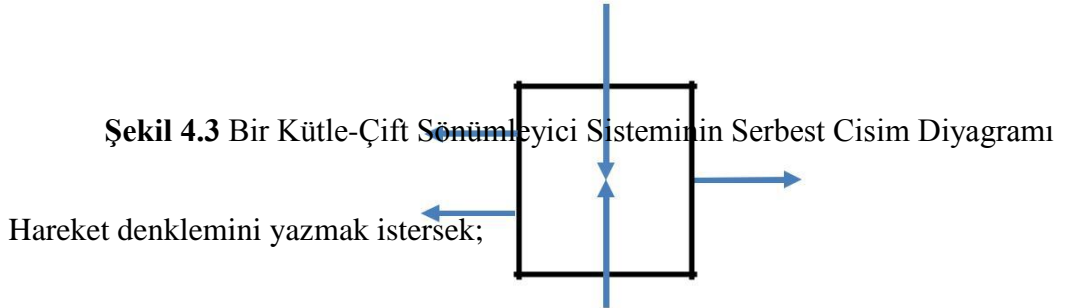 Şekil 4.3 Bir Kütle-Çift Sönümleyici Sisteminin Serbest Cisim Diyagramı
Hareket denklemini yazmak istersek;